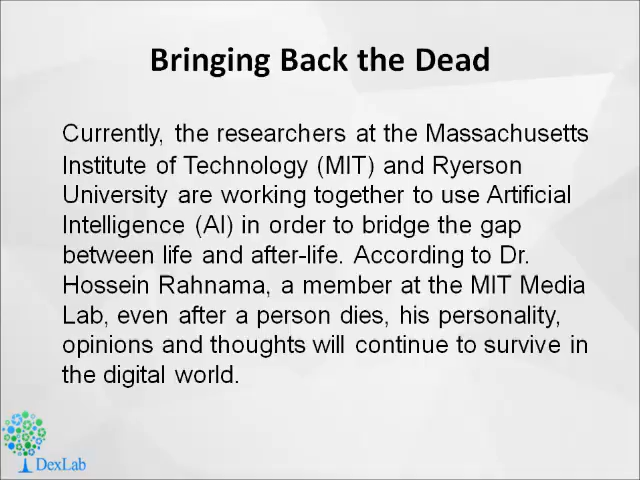 Bringing Back the Dead
Currently, the researchers at the Massachusetts
Institute of Technology (MIT) and Ryerson
University are working together to use Artificial
Intelligence (AI) in order to bridge the gap
between life and after-life. According to Dr.
Hossein Rahnama, a member at the MIT Media
Lab, even after a person dies, his personality,
opinions and thoughts will continue to survive in
the digital world.
DexLab